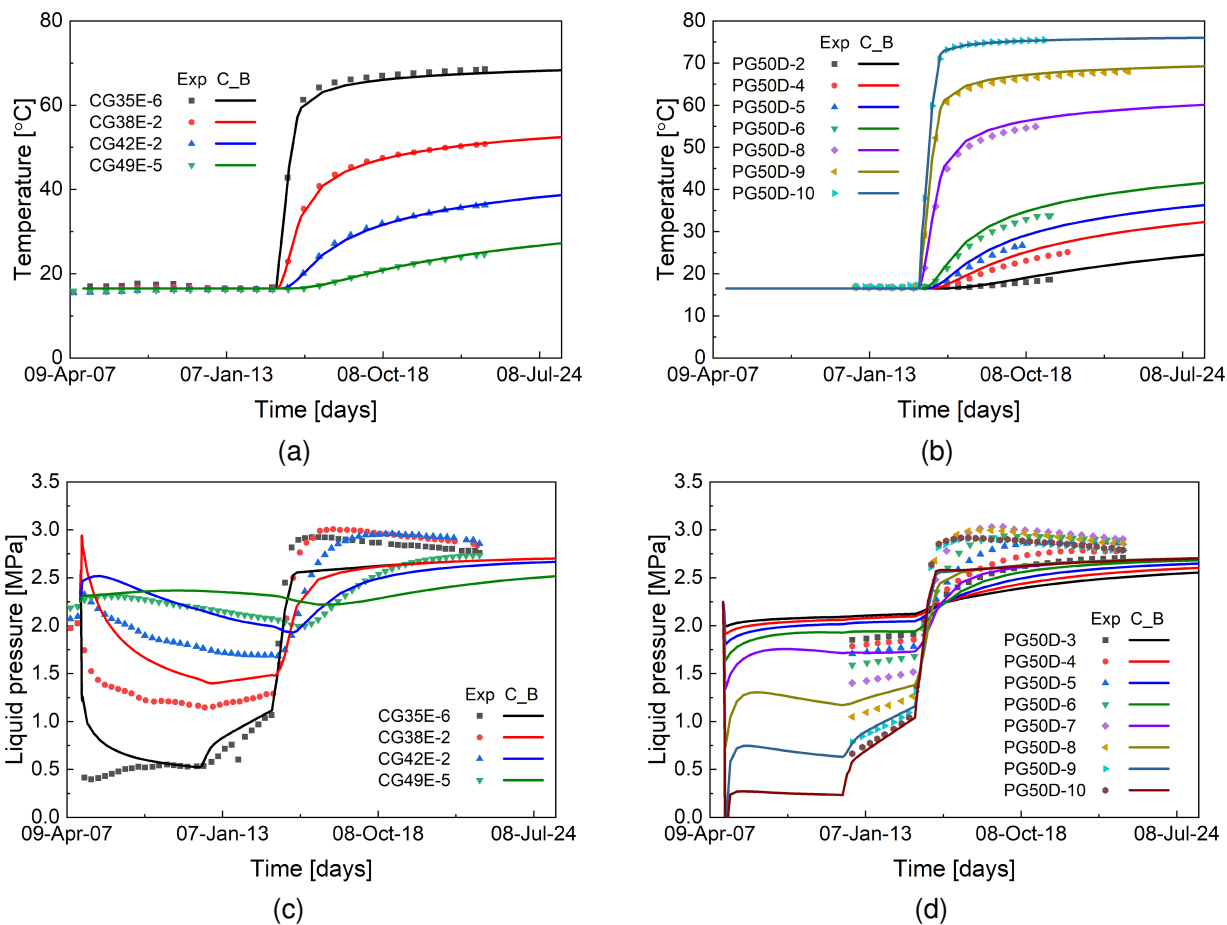 80
60
40
20
0
Temperature [°C]
Exp C_B
CG35E-6
CG38E-2
CG42E-2
CG49E-5
09-Apr-07 07-Jan-13 08-Oct-18 08-Jul-24
Time [days]
(a)
80
70
60
50
40
30
20
10
0
Temperature [°C]
Exp C_B
PG50D-2
PG50D-4
PG50D-5
PG50D-6
PG50D-8
PG50D-9
PG50D-10
09-Apr-07 07-Jan-13 08-Oct-18 08-Jul-24
Time [days]
(b)
3.5
3.0
2.5
2.0
1.5
1.0
0.5
0.0
Liquid pressure [MPa]
Exp C_B
CG35E-6
CG38E-2
CG42E-2
CG49E-5
09-Apr-07 07-Jan-13 08-Oct-18 08-Jul-24
Time [days]
(c)
3.5
3.0
2.5
2.0
1.5
1.0
0.5
0.0
Liquid pressure [MPa]
Exp C_B
PG50D-3
PG50D-4
PG50D-5
PG50D-6
PG50D-7
PG50D-8
PG50D-9
PG50D-10
09-Apr-07 07-Jan-13 08-Oct-18 08-Jul-24
Time [days]
(d)